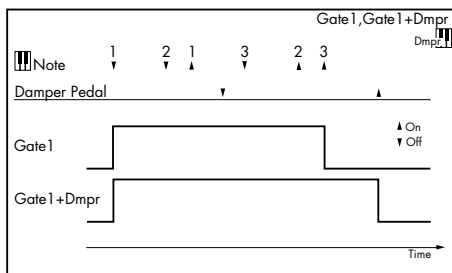 Gate1,Gate1+Dmpr
Dmpr
1 2 1 3 2 3
Note
Damper Pedal
On
Off
Gate1
Gate1+Dmpr
Time